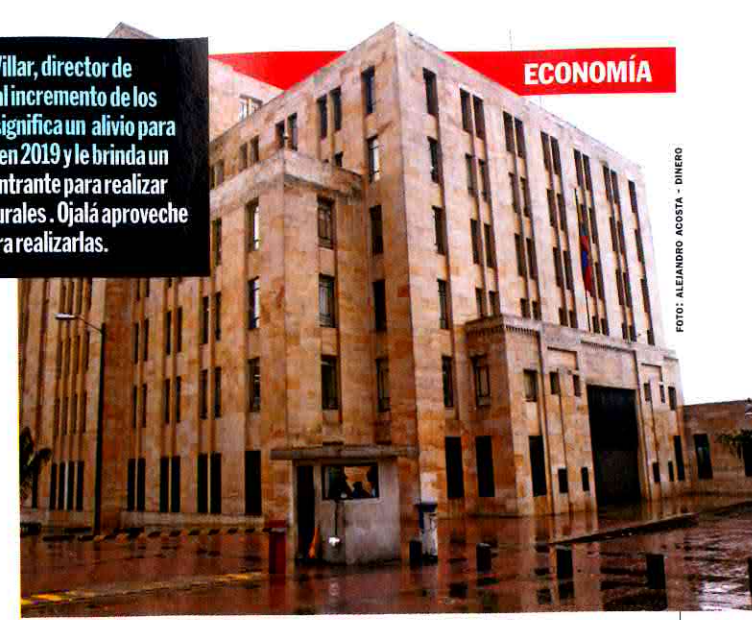 Villar, director de
al incremento de los
significa un alivio para
en 2019 y le brinda un
ntrante para realizar
urales . Ojalá aproveche
ra realizarlas.
ECONOMÍA
FOTO: ALEJANDRO ACOSTA - DINERO